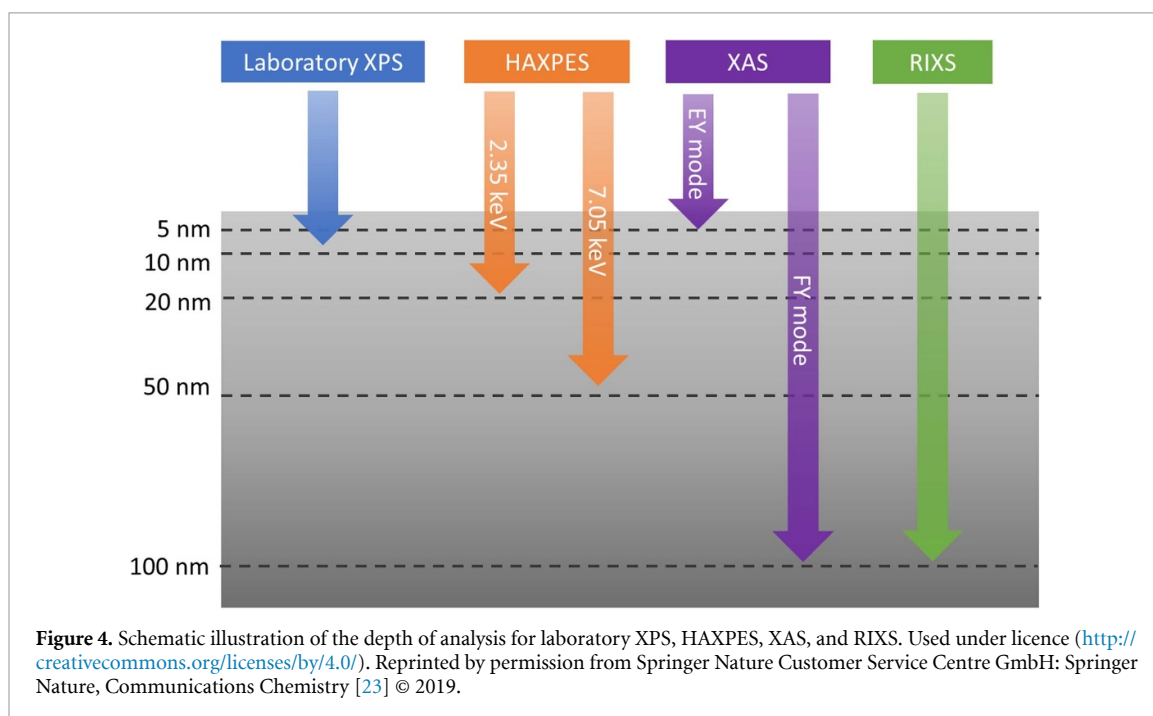 Laboratory XPS
HAXPES
XAS
RIXS
2.35 keV
7.05 keV
EY mode
FY mode
5 nm
10 nm
20 nm
50 nm
100 nm
Figure 4. Schematic illustration of the depth of analysis for laboratory XPS, HAXPES, XAS, and RIXS. Used under licence (http://
creativecommons.org/licenses/by/4.0/). Reprinted by permission from Springer Nature Customer Service Centre GmbH: Springer
Nature, Communications Chemistry [23] © 2019.